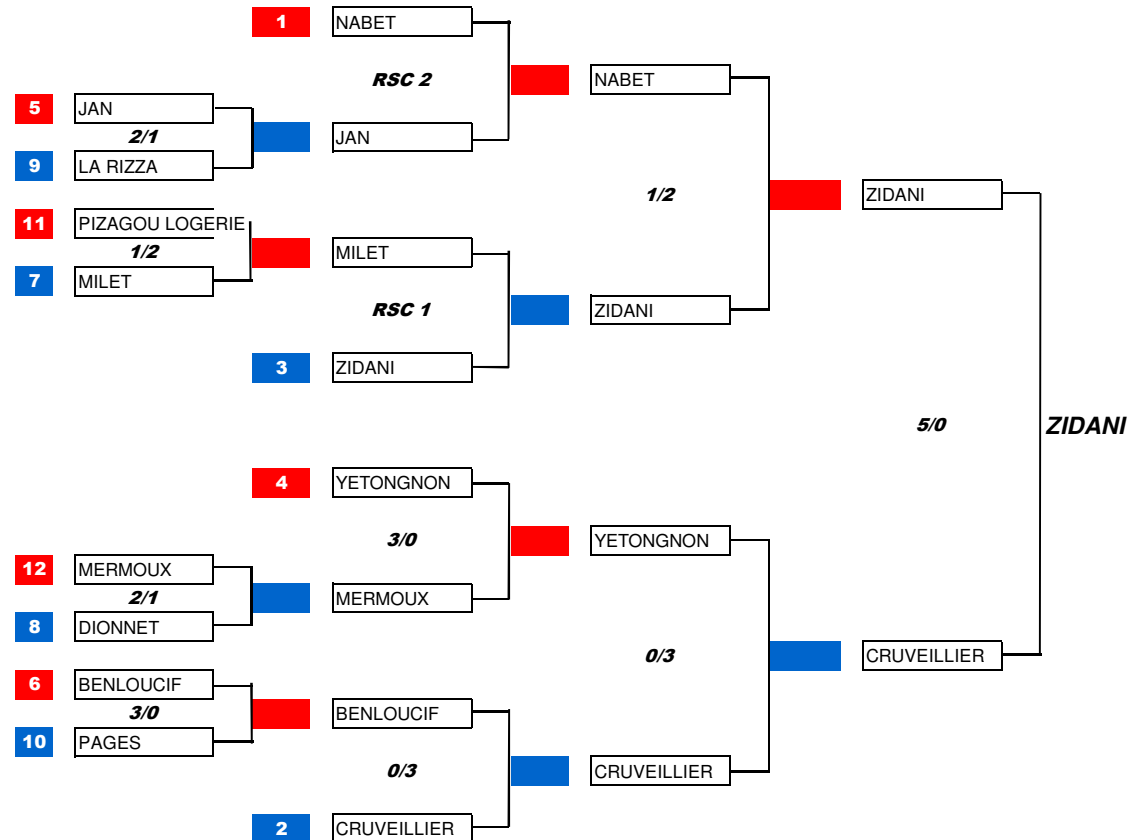 1 NABET
RSC 2 NABET
5 JAN
2/1 JAN
9 LA RIZZA
1/2 ZIDANI
11 PIZAGOU LOGERIE
1/2 MILET
7 MILET
RSC 1 ZIDANI
3 ZIDANI
5/0 ZIDANI
4 YETONGNON
3/0 YETONGNON
12 MERMOUX
2/1 MERMOUX
8 DIONNET
0/3 CRUVEILLIER
6 BENLOUCIF
3/0 BENLOUCIF
10 PAGES
0/3 CRUVEILLIER
2 CRUVEILLIER